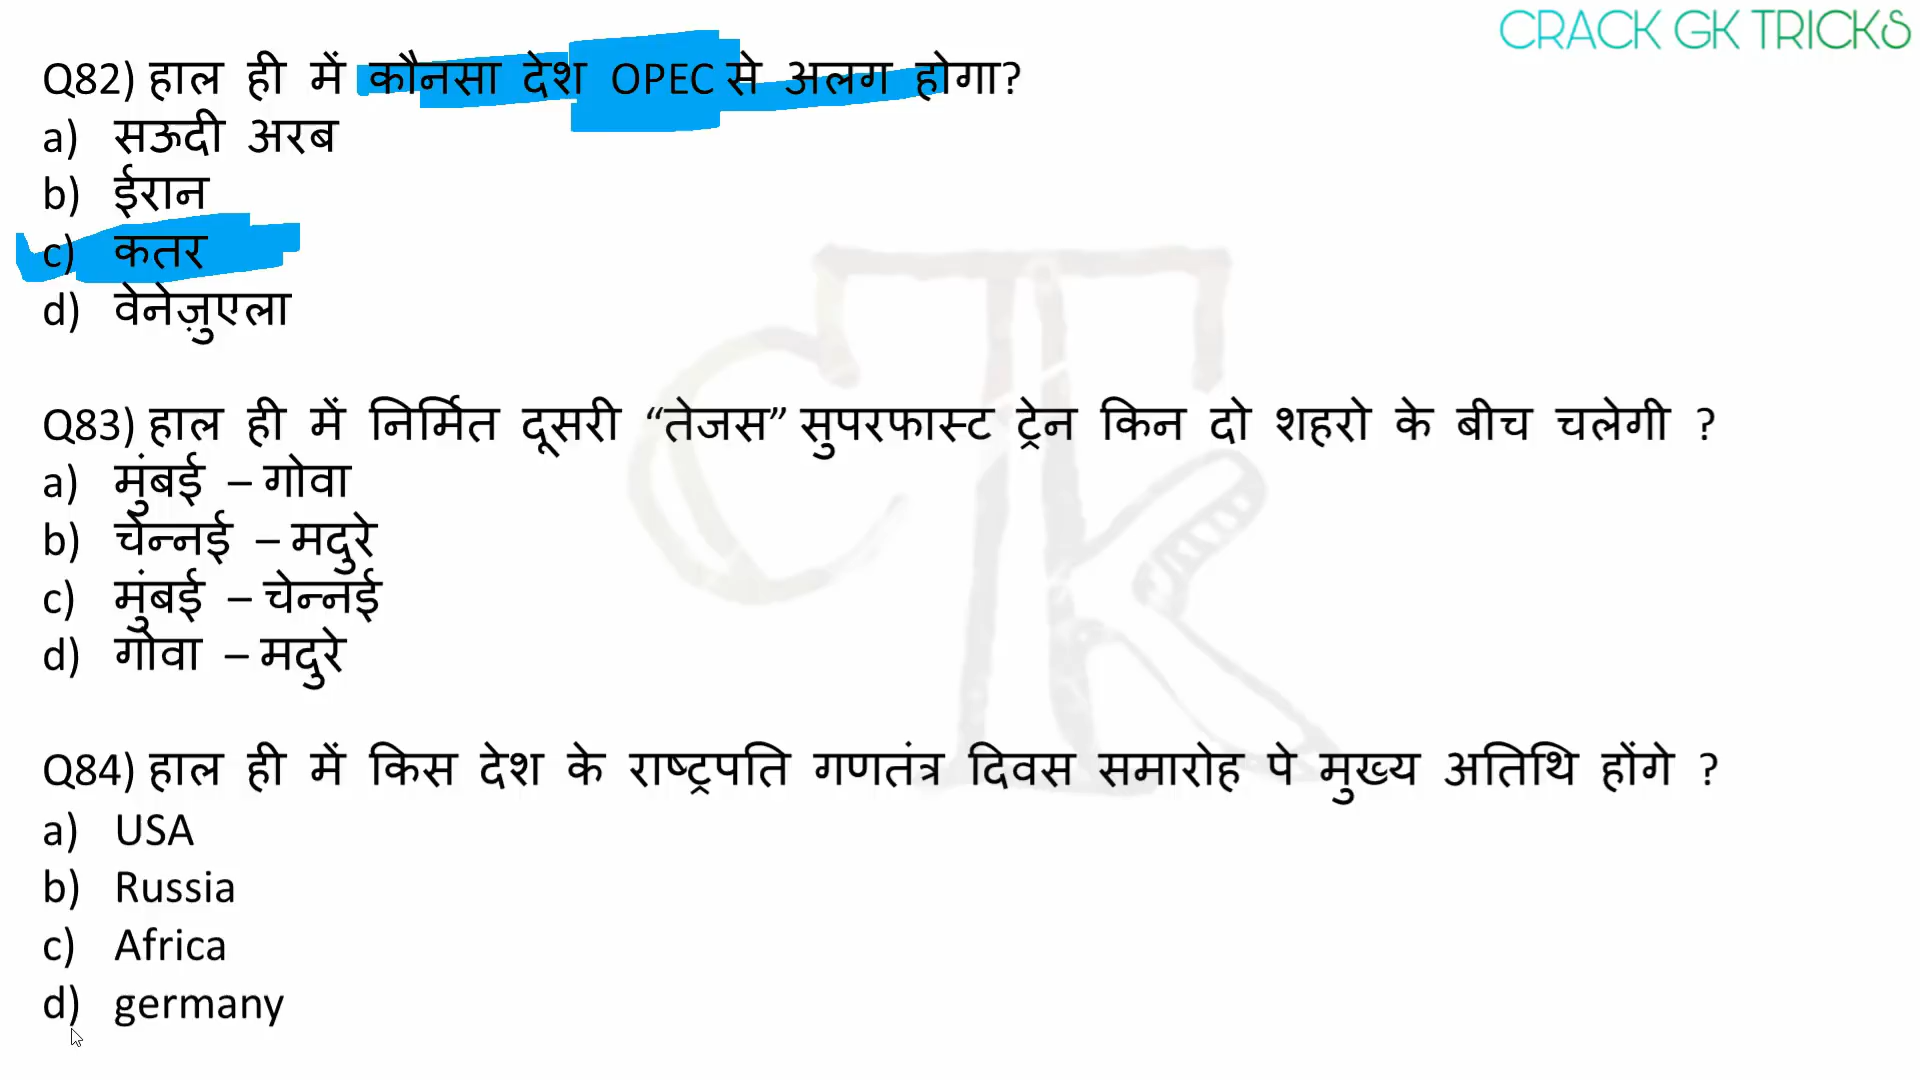 CRACK GK TRICKS
Q82) हाल ही में कौनसा देश OPEC से अलग होगा?
a) सऊदी अरब
b) ईरान
c) कतर
d) वेनेज़ुएला
Q83) हाल ही में निर्मित दूसरी “तेजस” सुपरफास्ट ट्रेन किन दो शहरो के बीच चलेगी ?
a) मुंबई – गोवा
b) चेन्नई – मदुरे
c) मुंबई – चेन्नई
d) गोवा – मदुरे
Q84) हाल ही में किस देश के राष्ट्रपति गणतंत्र दिवस समारोह पे मुख्य अतिथि होंगे ?
a) USA
b) Russia
c) Africa
d) germany